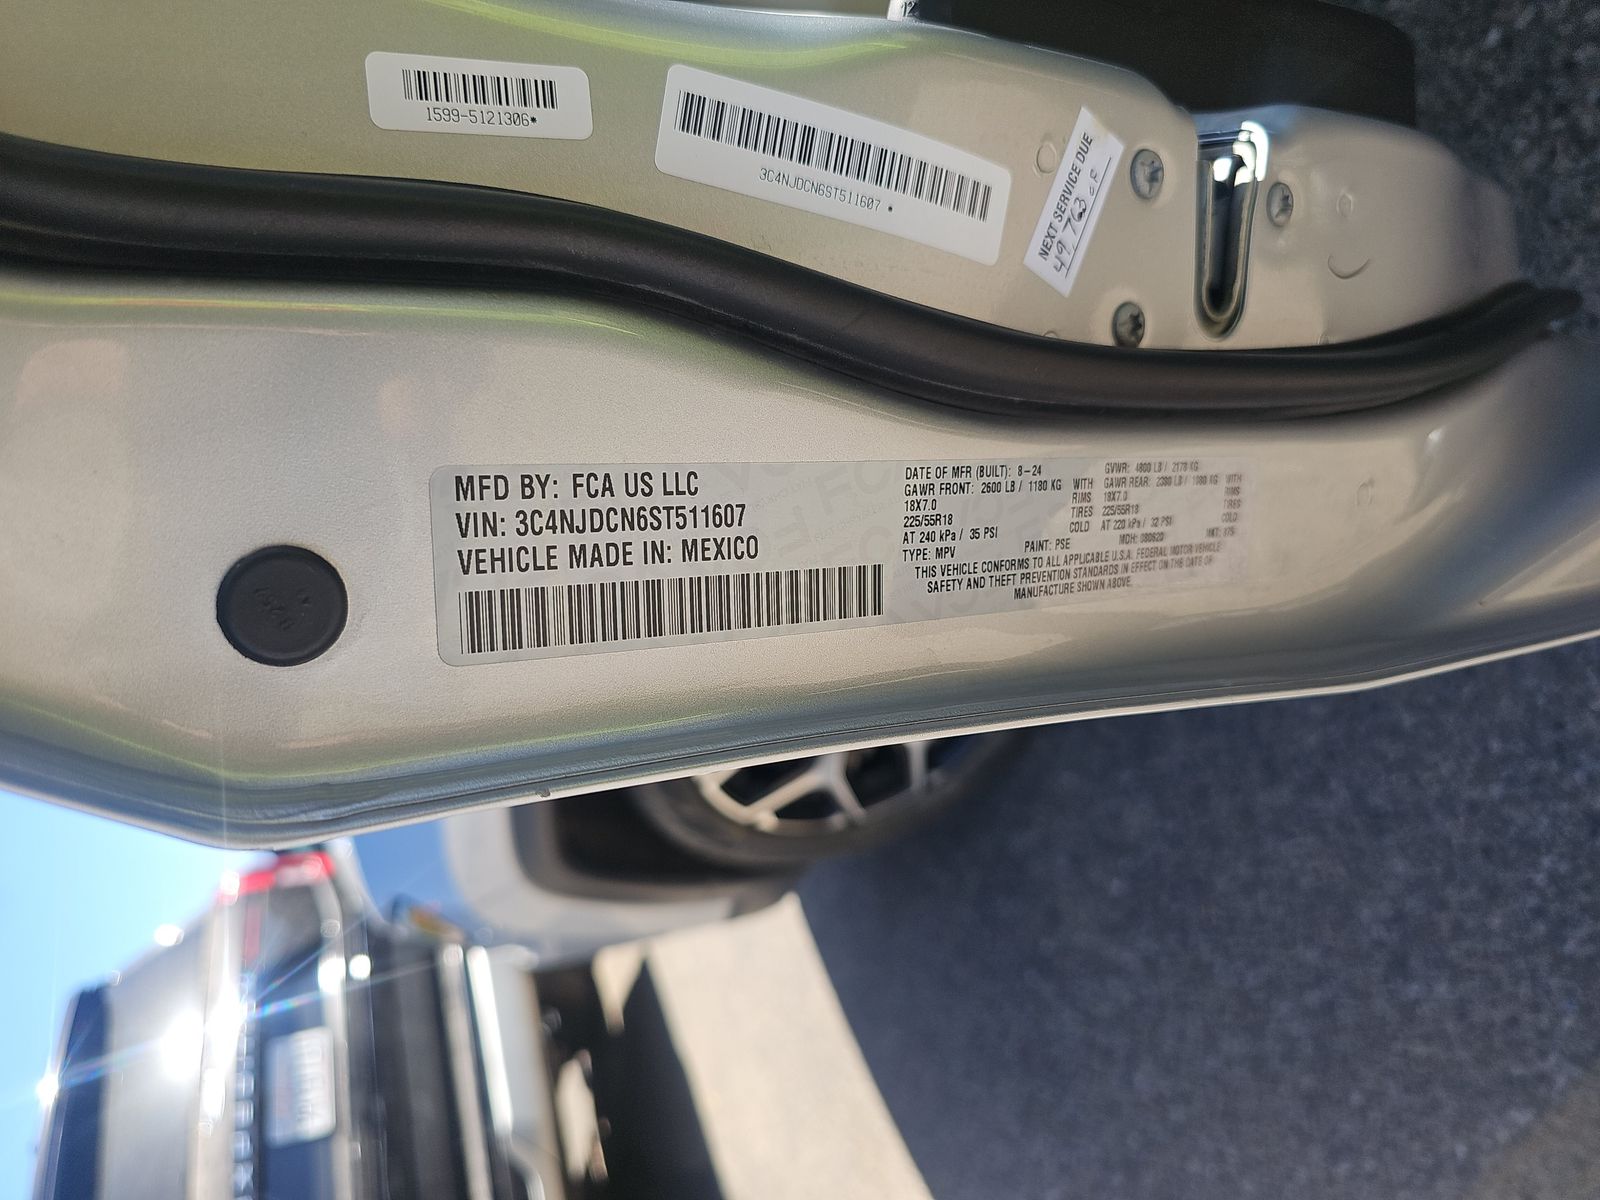 1599-5121306*
3C4NJDCN6ST511607 *
NEXT SERVICE DUE
49,763
MFD BY: FCA US LLC
VIN: 3C4NJDCN6ST511607
VEHICLE MADE IN: MEXICO
DATE OF MFR (BUILT): 8-24 GVWR: 4800 LB / 2178 KG
GAWR FRONT: 2600 LB / 1180 KG WITH GAWR REAR: 2380 LB / 1080 KG WITH
18X7.0 RIMS 18X7.0 RIMS
225/55R18 TIRES 225/55R18 TIRES
AT 240 kPa / 35 PSI COLD AT 220 kPa / 32 PSI COLD
TYPE: MPV PAINT: PSE MDH: 080620
THIS VEHICLE CONFORMS TO ALL APPLICABLE U.S.A. FEDERAL MOTOR VEHICLE
SAFETY AND THEFT PREVENTION STANDARDS IN EFFECT ON THE DATE OF
MANUFACTURE SHOWN ABOVE.